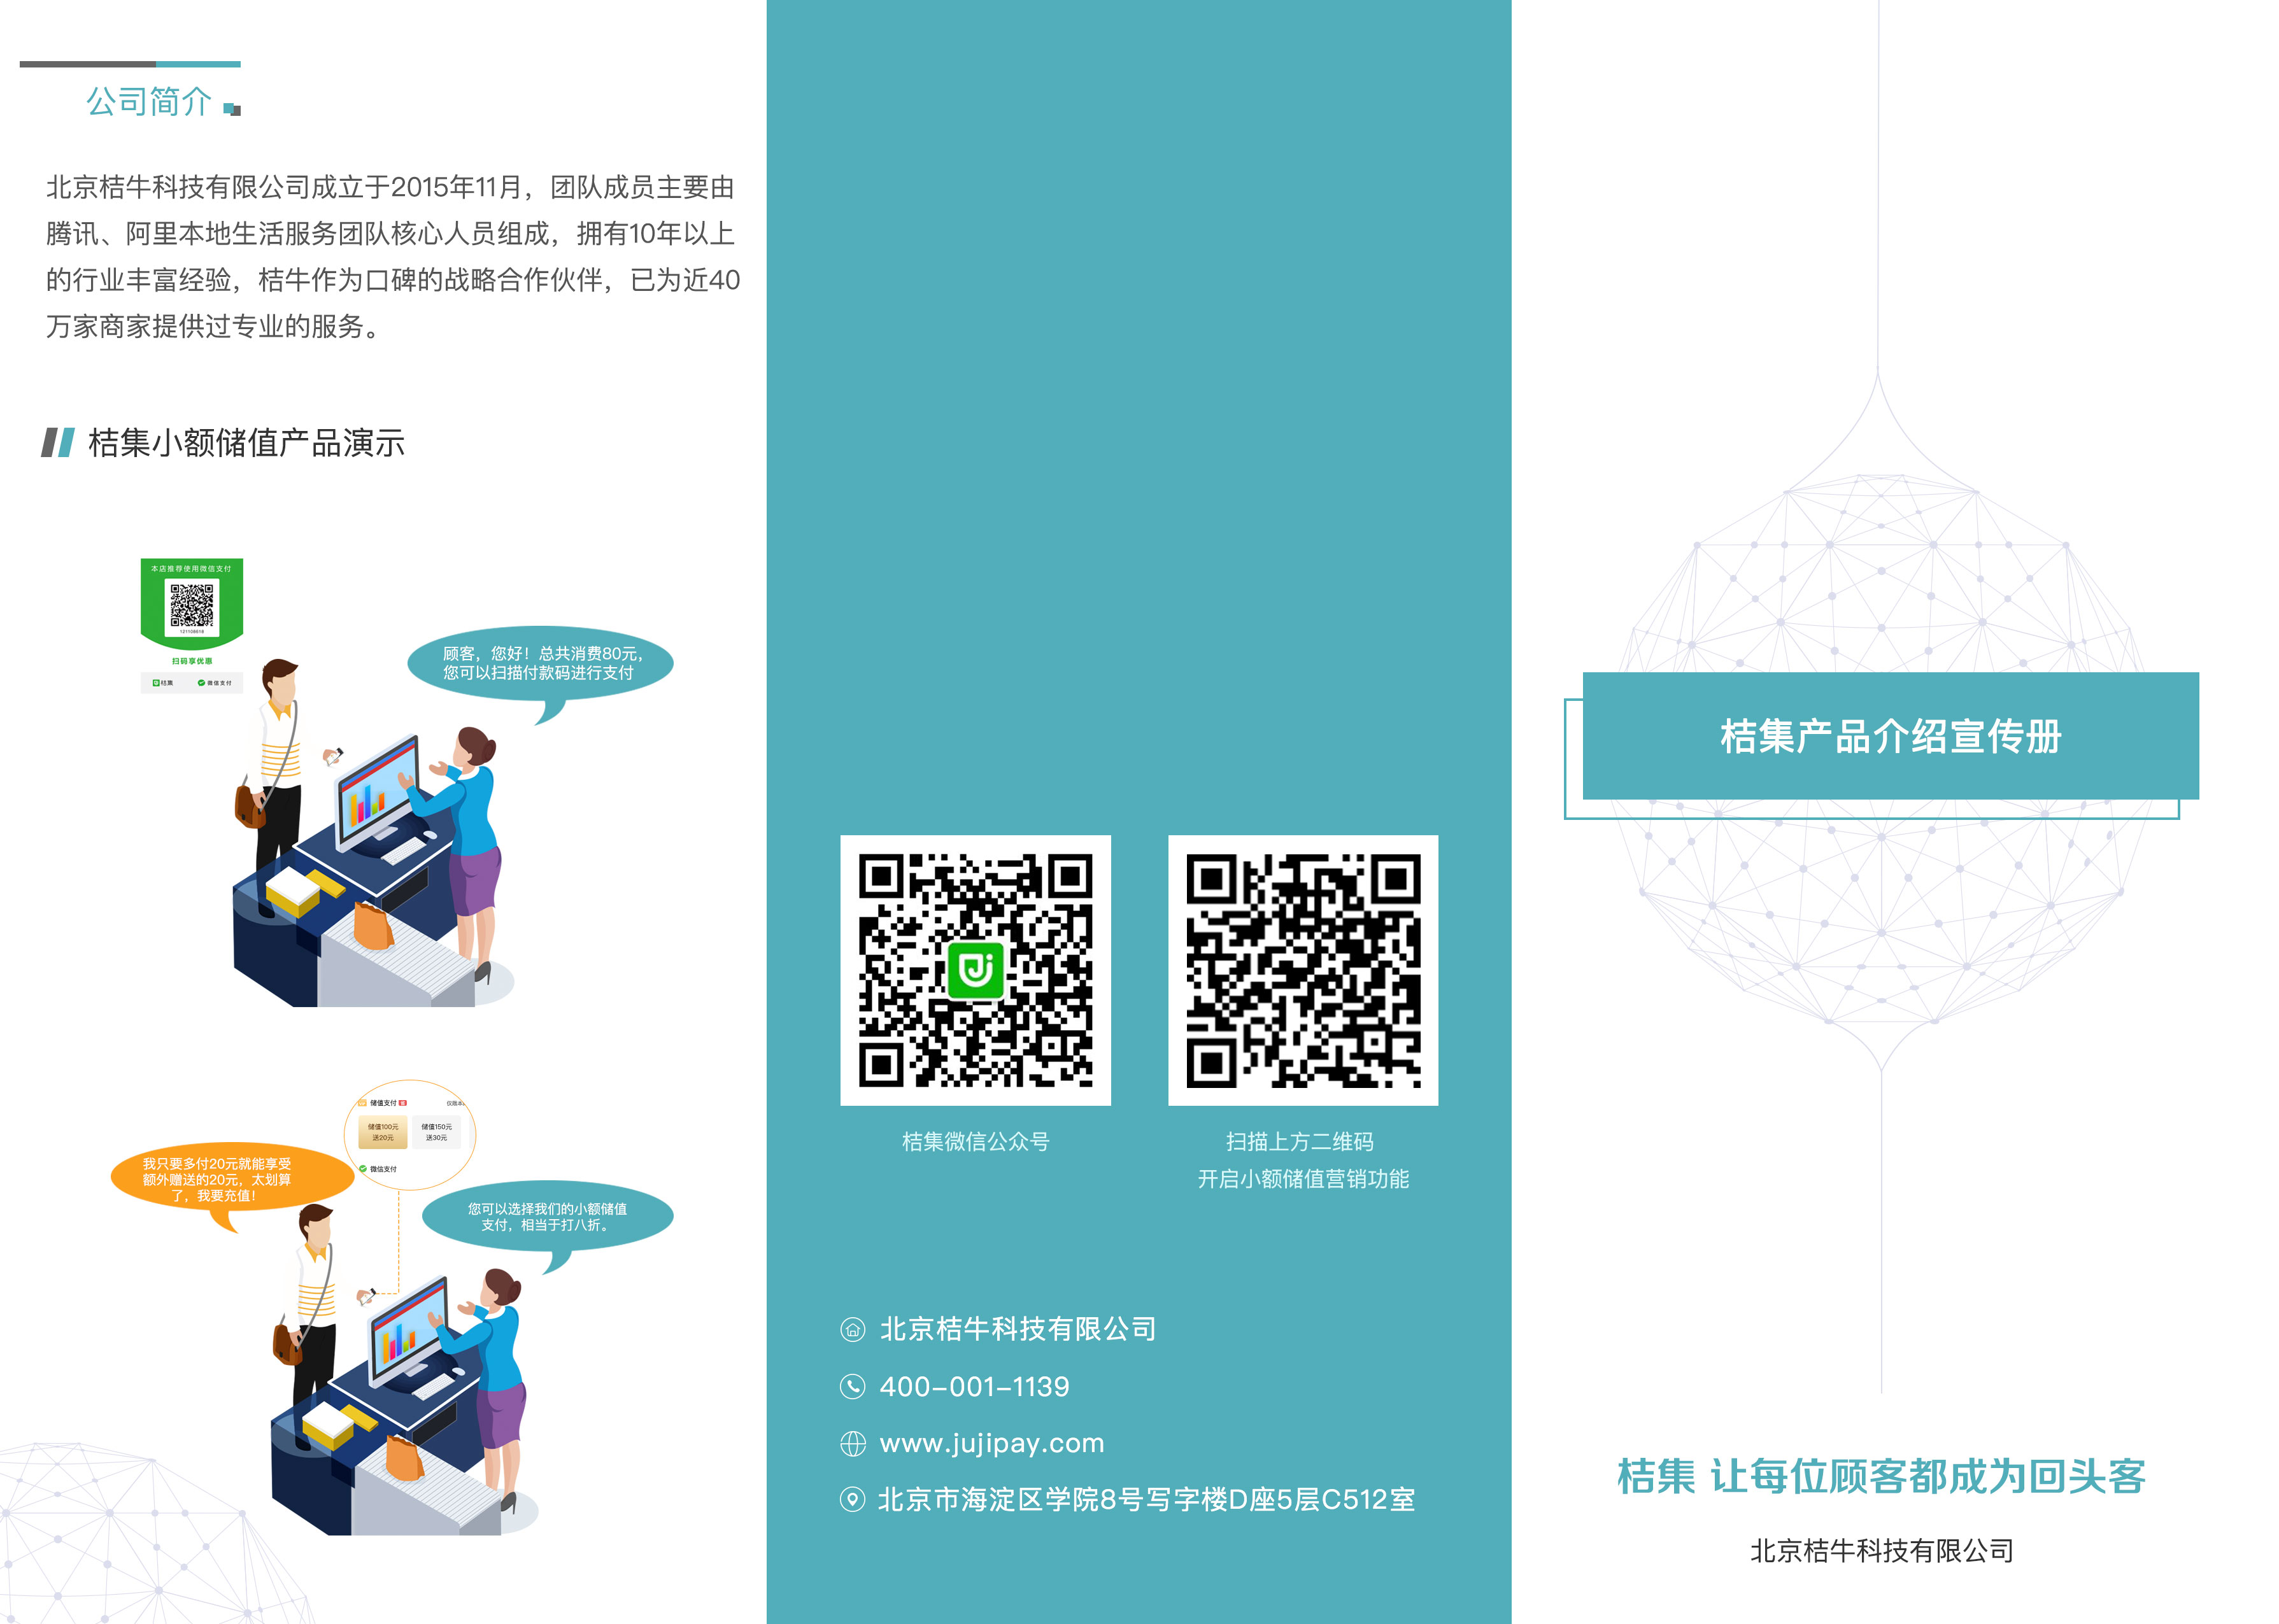 公司简介
北京桔牛科技有限公司成立于2015年11月，团队成员主要由
腾讯、阿里本地生活服务团队核心人员组成，拥有10年以上
的行业丰富经验，桔牛作为口碑的战略合作伙伴，已为近40
万家商家提供过专业的服务。
桔集小额储值产品演示
本店推荐使用微信支付
121108618
扫码享优惠
桔集
微信支付
顾客，您好！总共消费80元，
您可以扫描付款码进行支付
储值支付
储值100元
送20元
储值150元
送30元
微信支付
我只要多付20元就能享受
额外赠送的20元，太划算
了，我要充值！
您可以选择我们的小额储值
支付，相当于打八折。
桔集微信公众号
扫描上方二维码
开启小额储值营销功能
北京桔牛科技有限公司
400-001-1139
www.jujipay.com
北京市海淀区学院8号写字楼D座5层C512室
桔集产品介绍宣传册
桔集 让每位顾客都成为回头客
北京桔牛科技有限公司